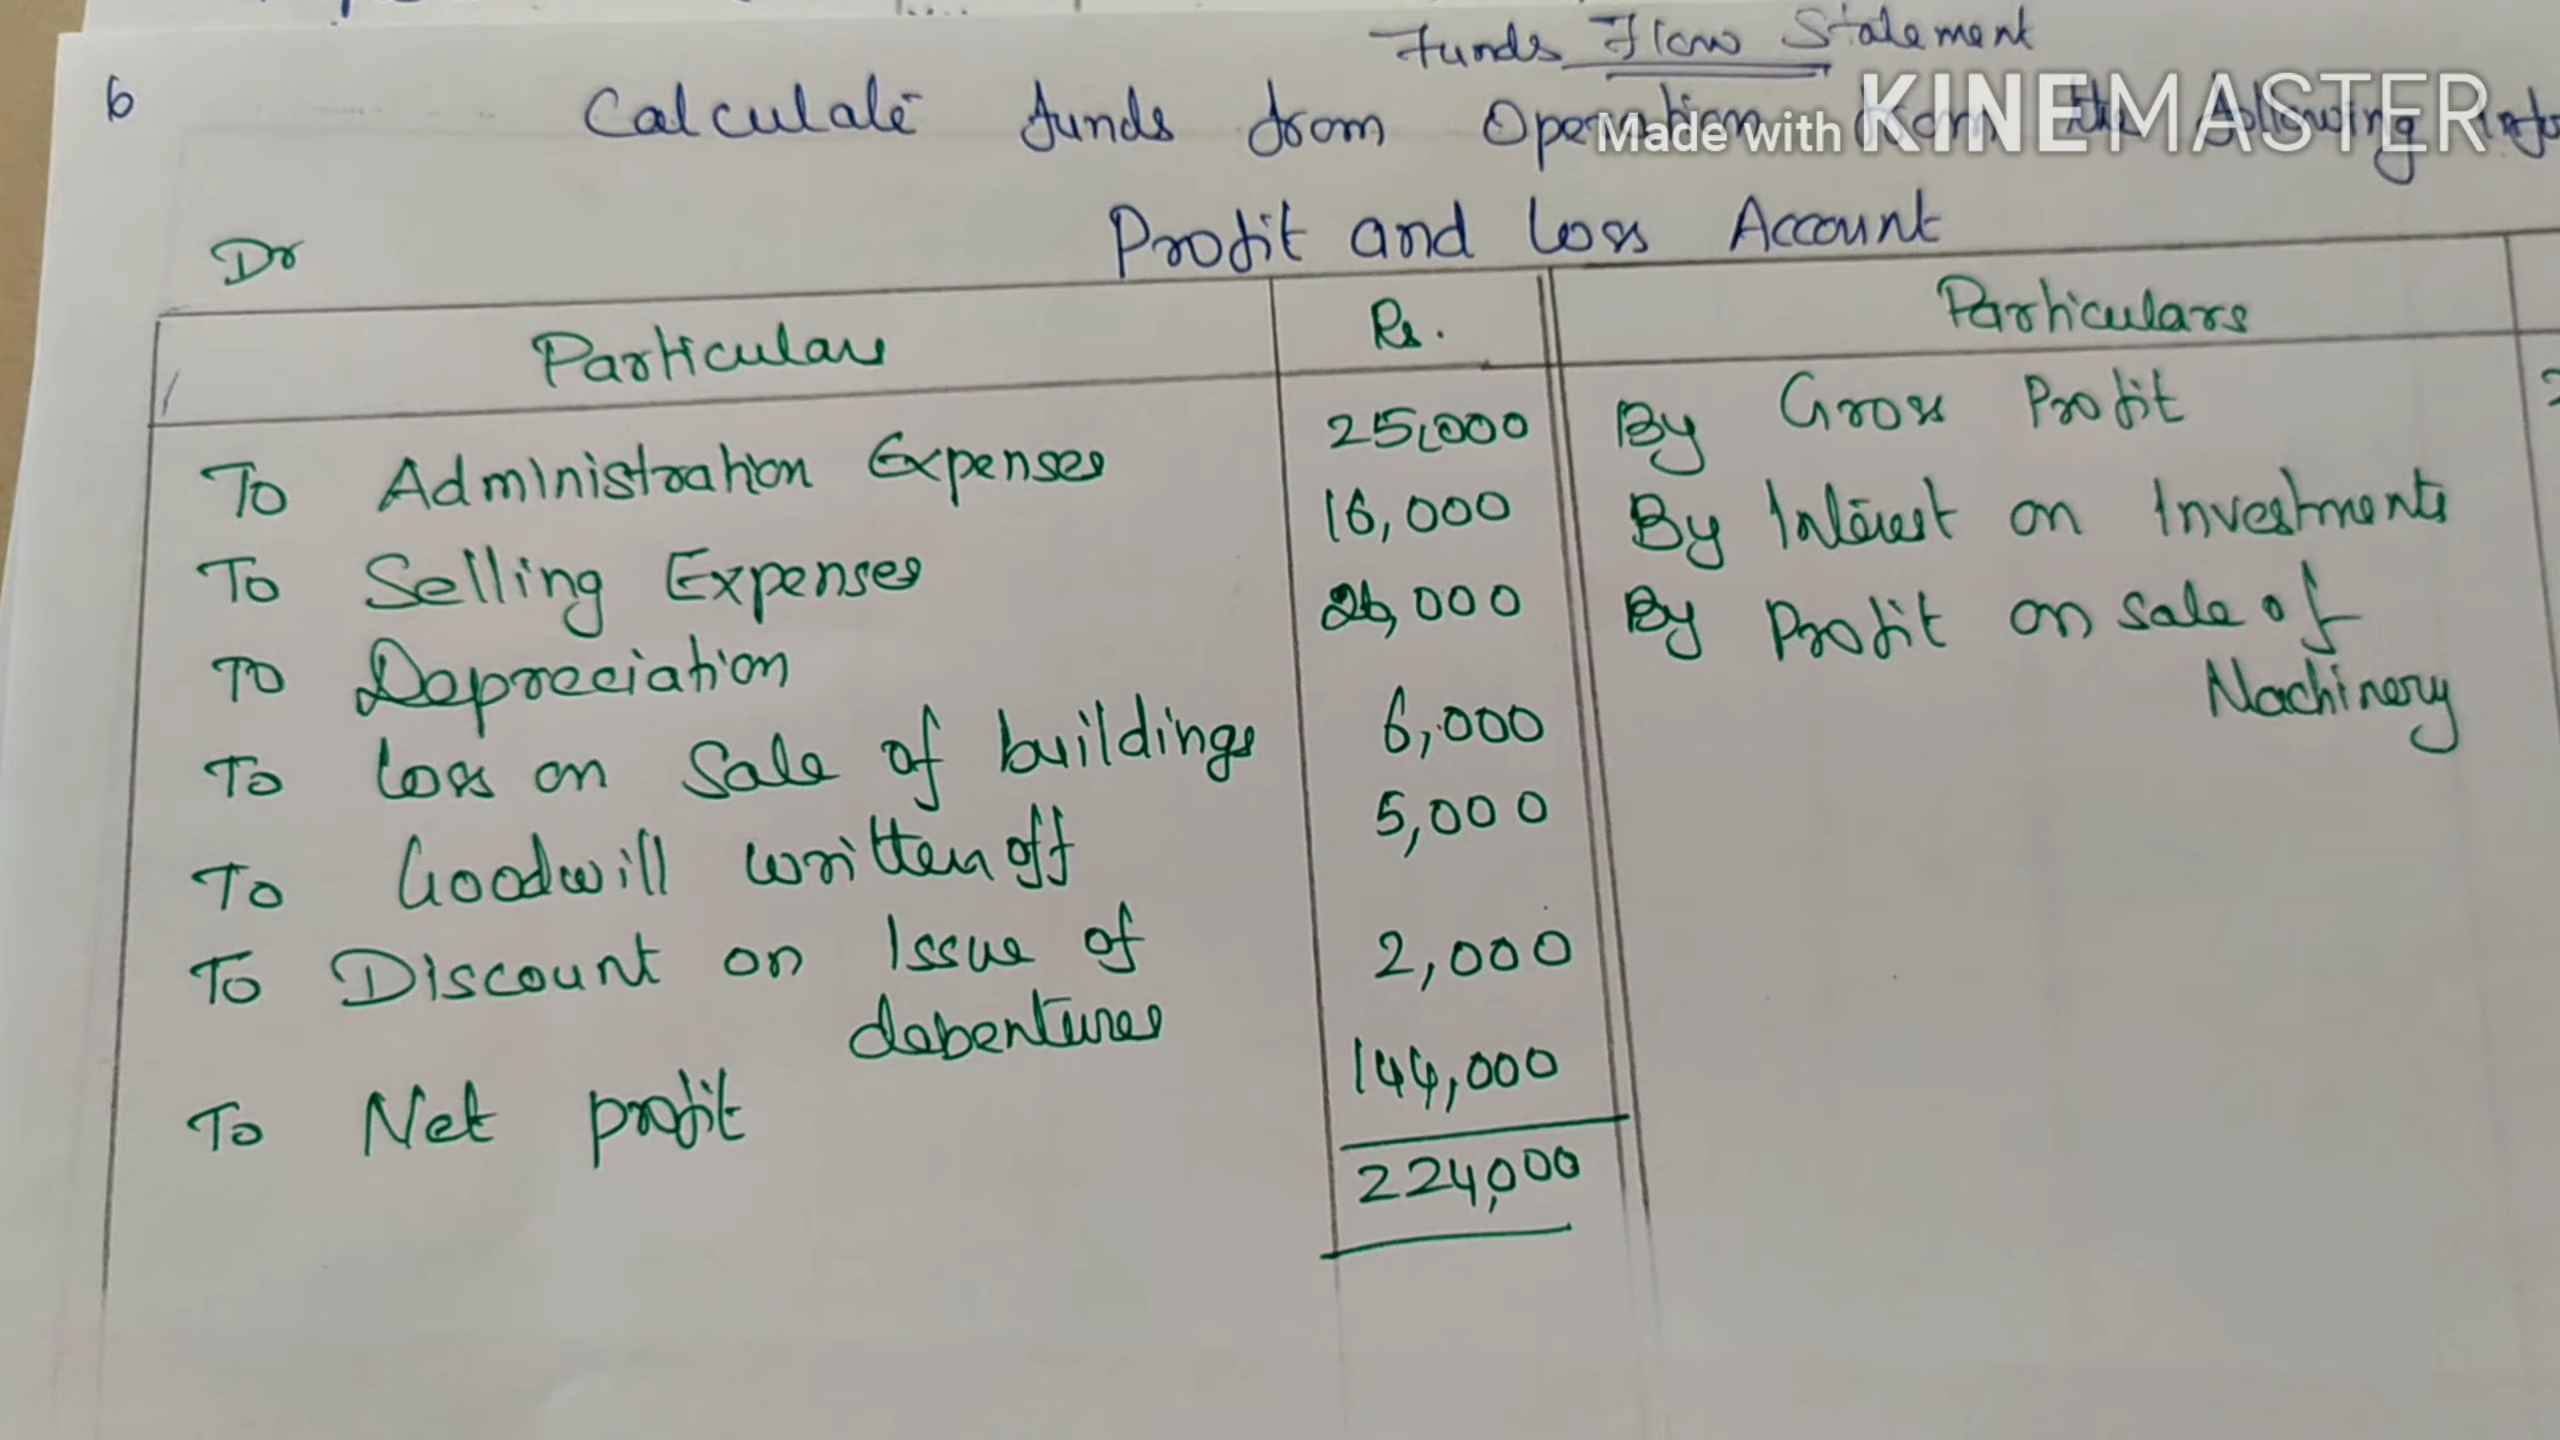 Funds Flow Statement
6 Calculate funds from Operation from the following
Made with KINEMASTER
Profit and Loss Account
Dr
Particulars Rs. Particulars
To Administration Expenses 25,000 By Gross Profit
To Selling Expenses 16,000 By Interest on Investments
To Depreciation 26,000 By Profit on sale of
Machinery
To Loss on Sale of buildings 6,000
To Goodwill written off 5,000
To Discount on Issue of 2,000
debentures
To Net profit 144,000
224,000